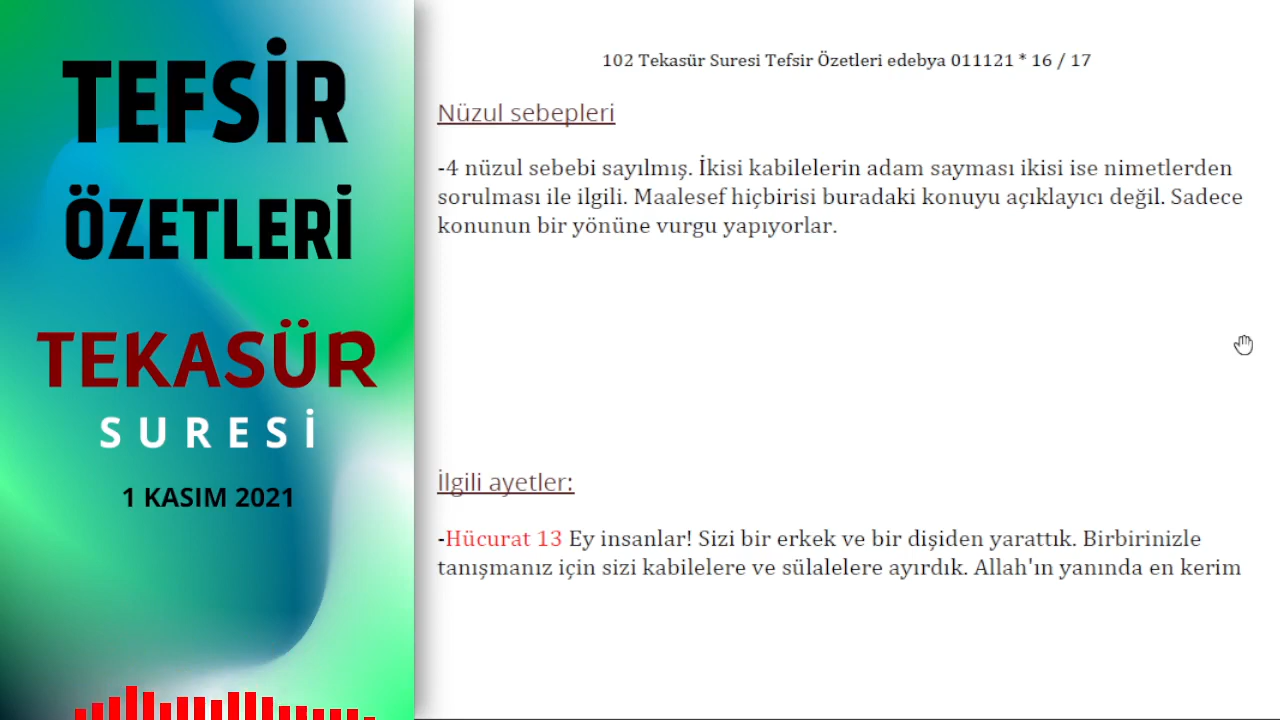 TEFSİR
ÖZETLERİ
TEKASÜR
SURESİ
1 KASIM 2021
102 Tekasür Suresi Tefsir Özetleri edebya 011121 * 16 / 17
Nüzul sebepleri
-4 nüzul sebebi sayılmış. İkisi kabilelerin adam sayması ikisi ise nimetlerden
sorulması ile ilgili. Maalesef hiçbirisi buradaki konuyu açıklayıcı değil. Sadece
konunun bir yönüne vurgu yapıyorlar.
İlgili ayetler:
-Hücurat 13 Ey insanlar! Sizi bir erkek ve bir dişiden yarattık. Birbirinizle
tanışmanız için sizi kabilelere ve sülalelere ayırdık. Allah'ın yanında en kerim